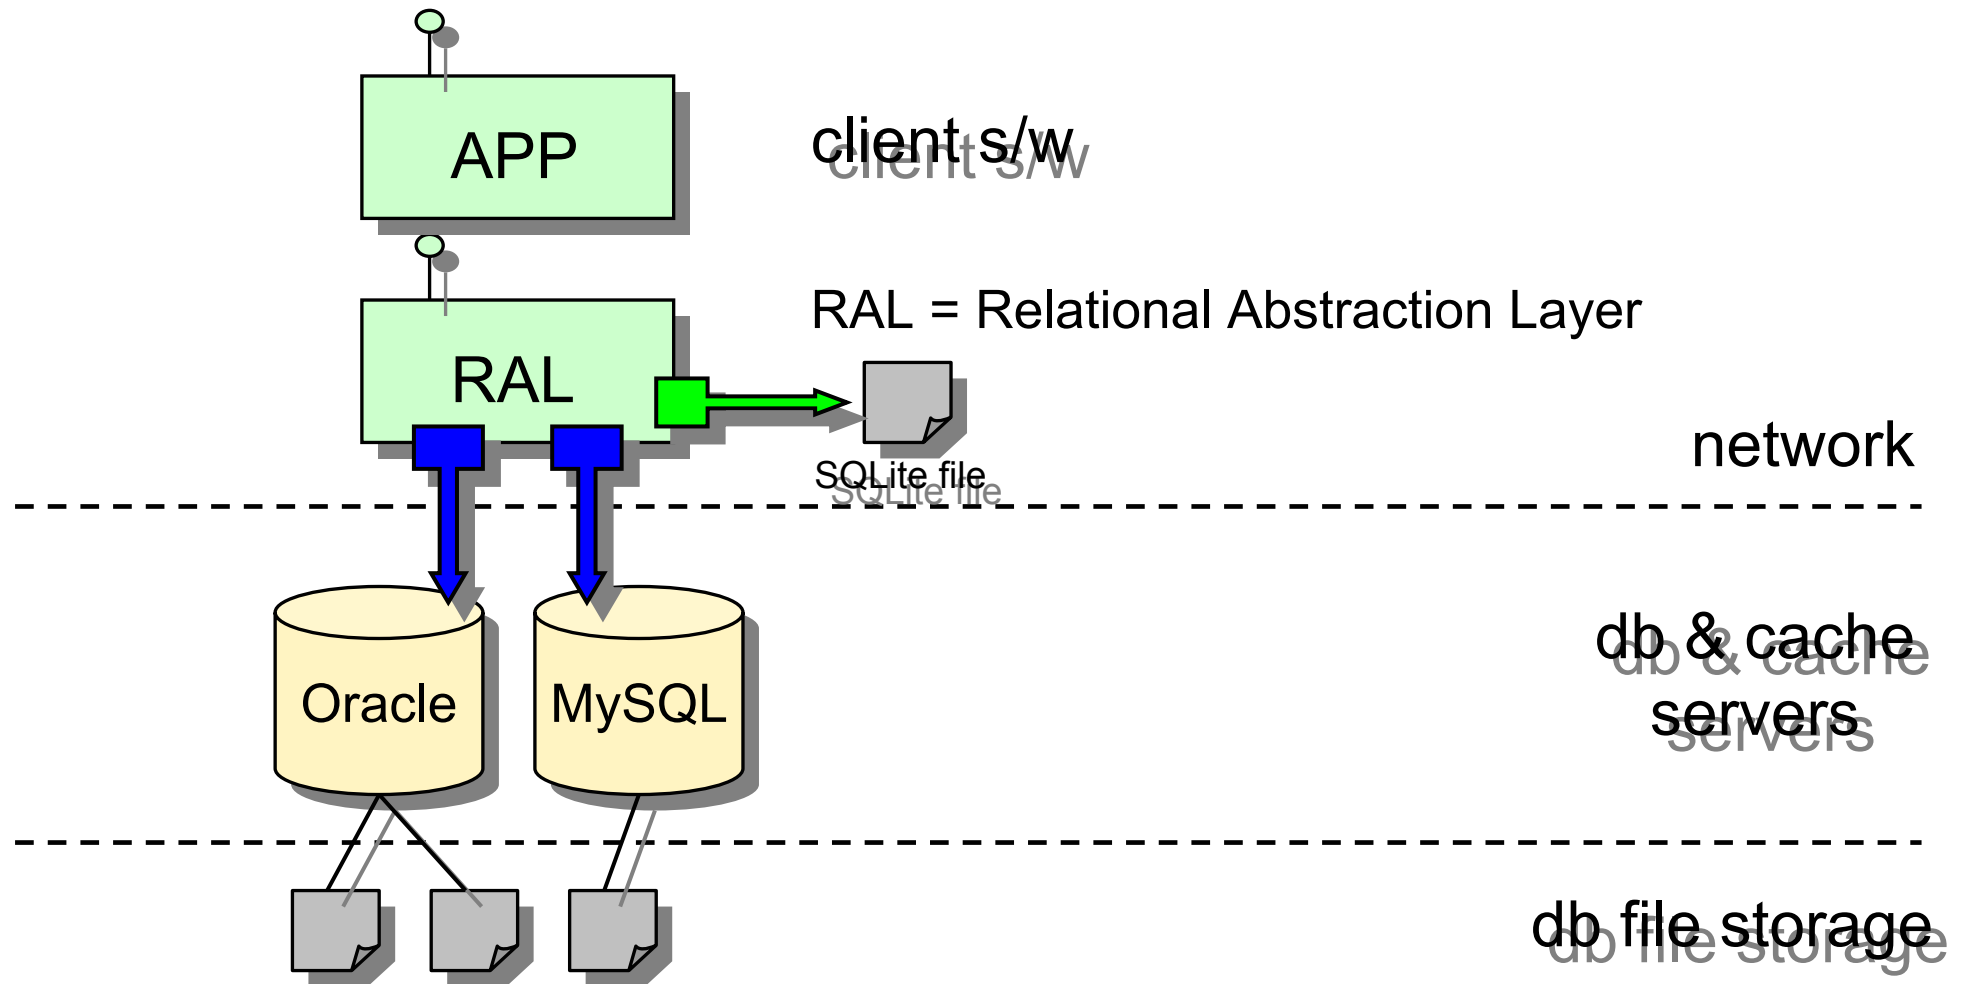 APP
client s/w
RAL = Relational Abstraction Layer
RAL
SQLite file
network
db & cache
servers
Oracle
MySQL
db file storage